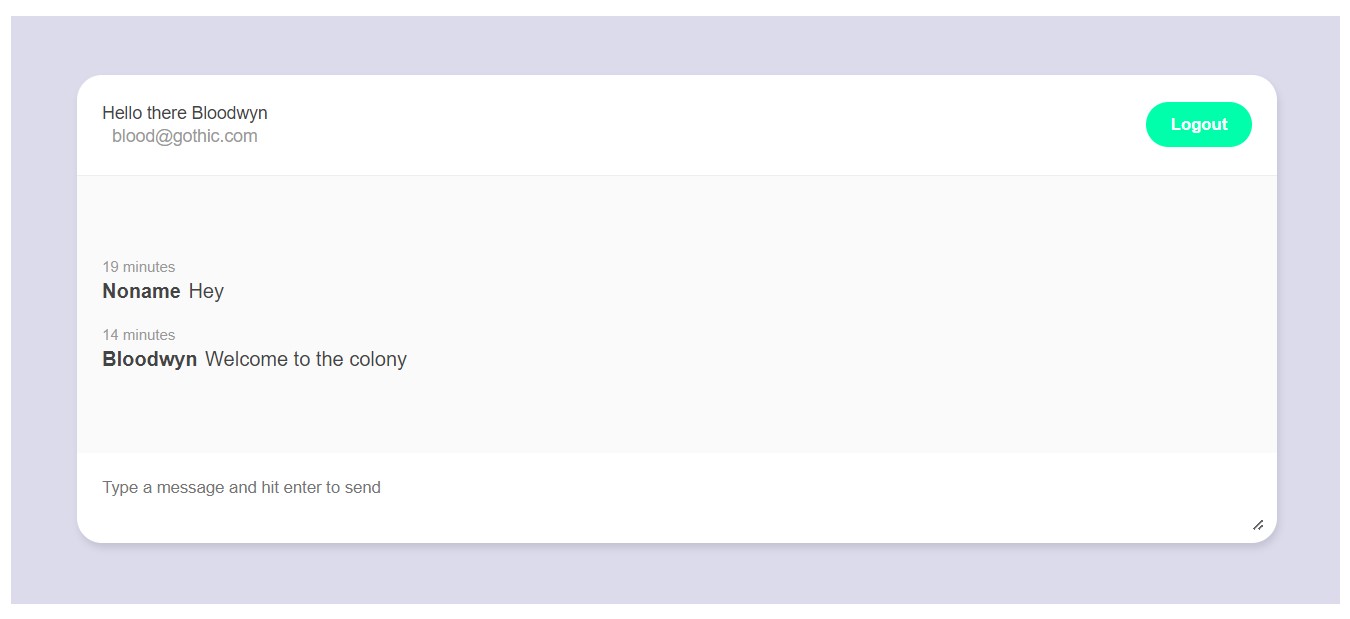 Hello there Bloodwyn
blood@gothic.com
Logout
19 minutes
Noname Hey
14 minutes
Bloodwyn Welcome to the colony
Type a message and hit enter to send